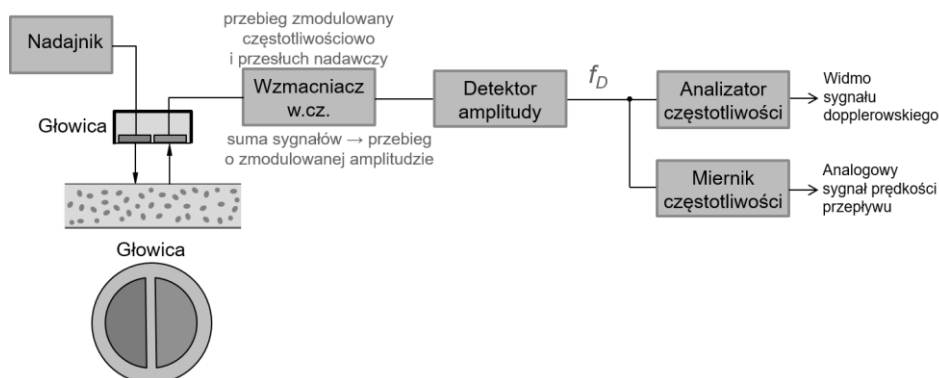 Nadajnik
przebieg zmodulowany
częstotliwościowo
i przesłuch nadawczy
Wzmacniacz
w.cz.
suma sygnałów → przebieg
o zmodulowanej amplitudzie
Głowica
Detektor
amplitudy
f_D
Analizator
częstotliwości
Widmo
sygnału
dopplerowskiego
Miernik
częstotliwości
Analogowy
sygnał prędkości
przepływu
Głowica